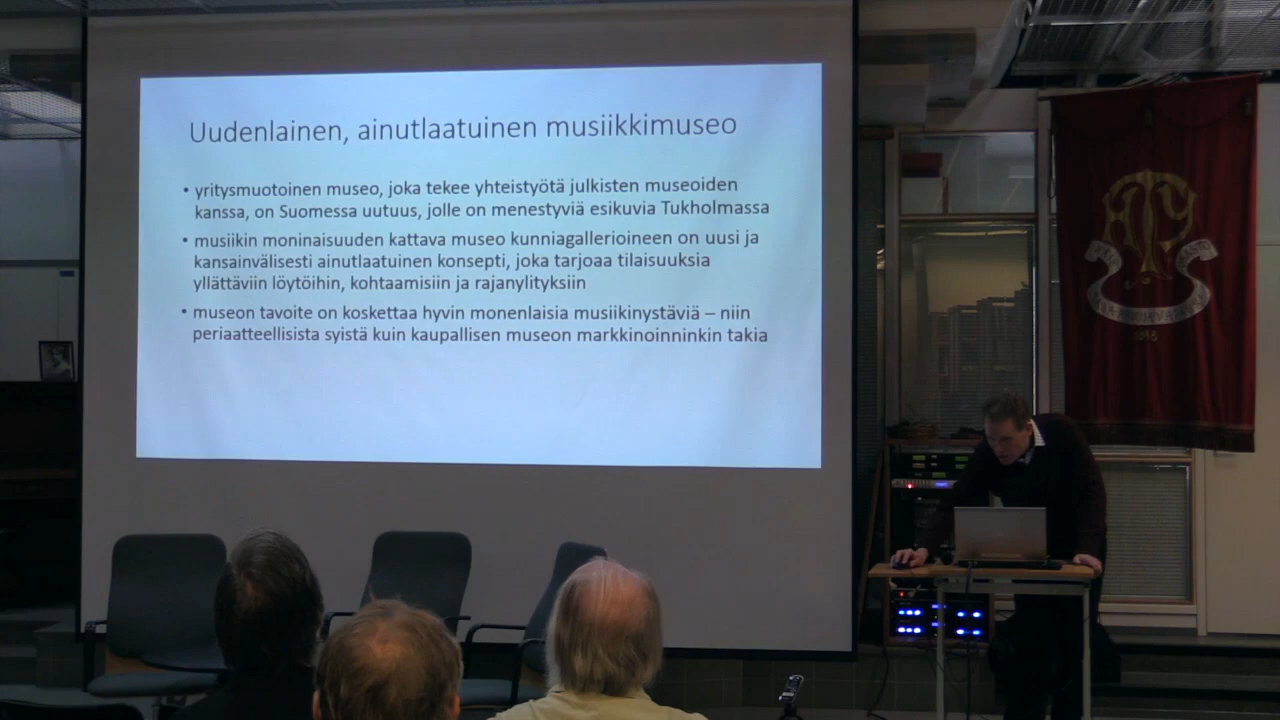 Uudenlainen, ainutlaatuinen musiikkimuseo
• yritysmuotoinen museo, joka tekee yhteistyötä julkisten museoiden
kanssa, on Suomessa uutuus, jolle on menestyviä esikuvia Tukholmassa
• musiikin moninaisuuden kattava museo kunniagallerioineen on uusi ja
kansainvälisesti ainutlaatuinen konsepti, joka tarjoaa tilaisuuksia
yllättäviin löytöihin, kohtaamisiin ja rajanylityksiin
• museon tavoite on koskettaa hyvin monenlaisia musiikinystäviä – niin
periaatteellisista syistä kuin kaupallisen museon markkinoinninkin takia